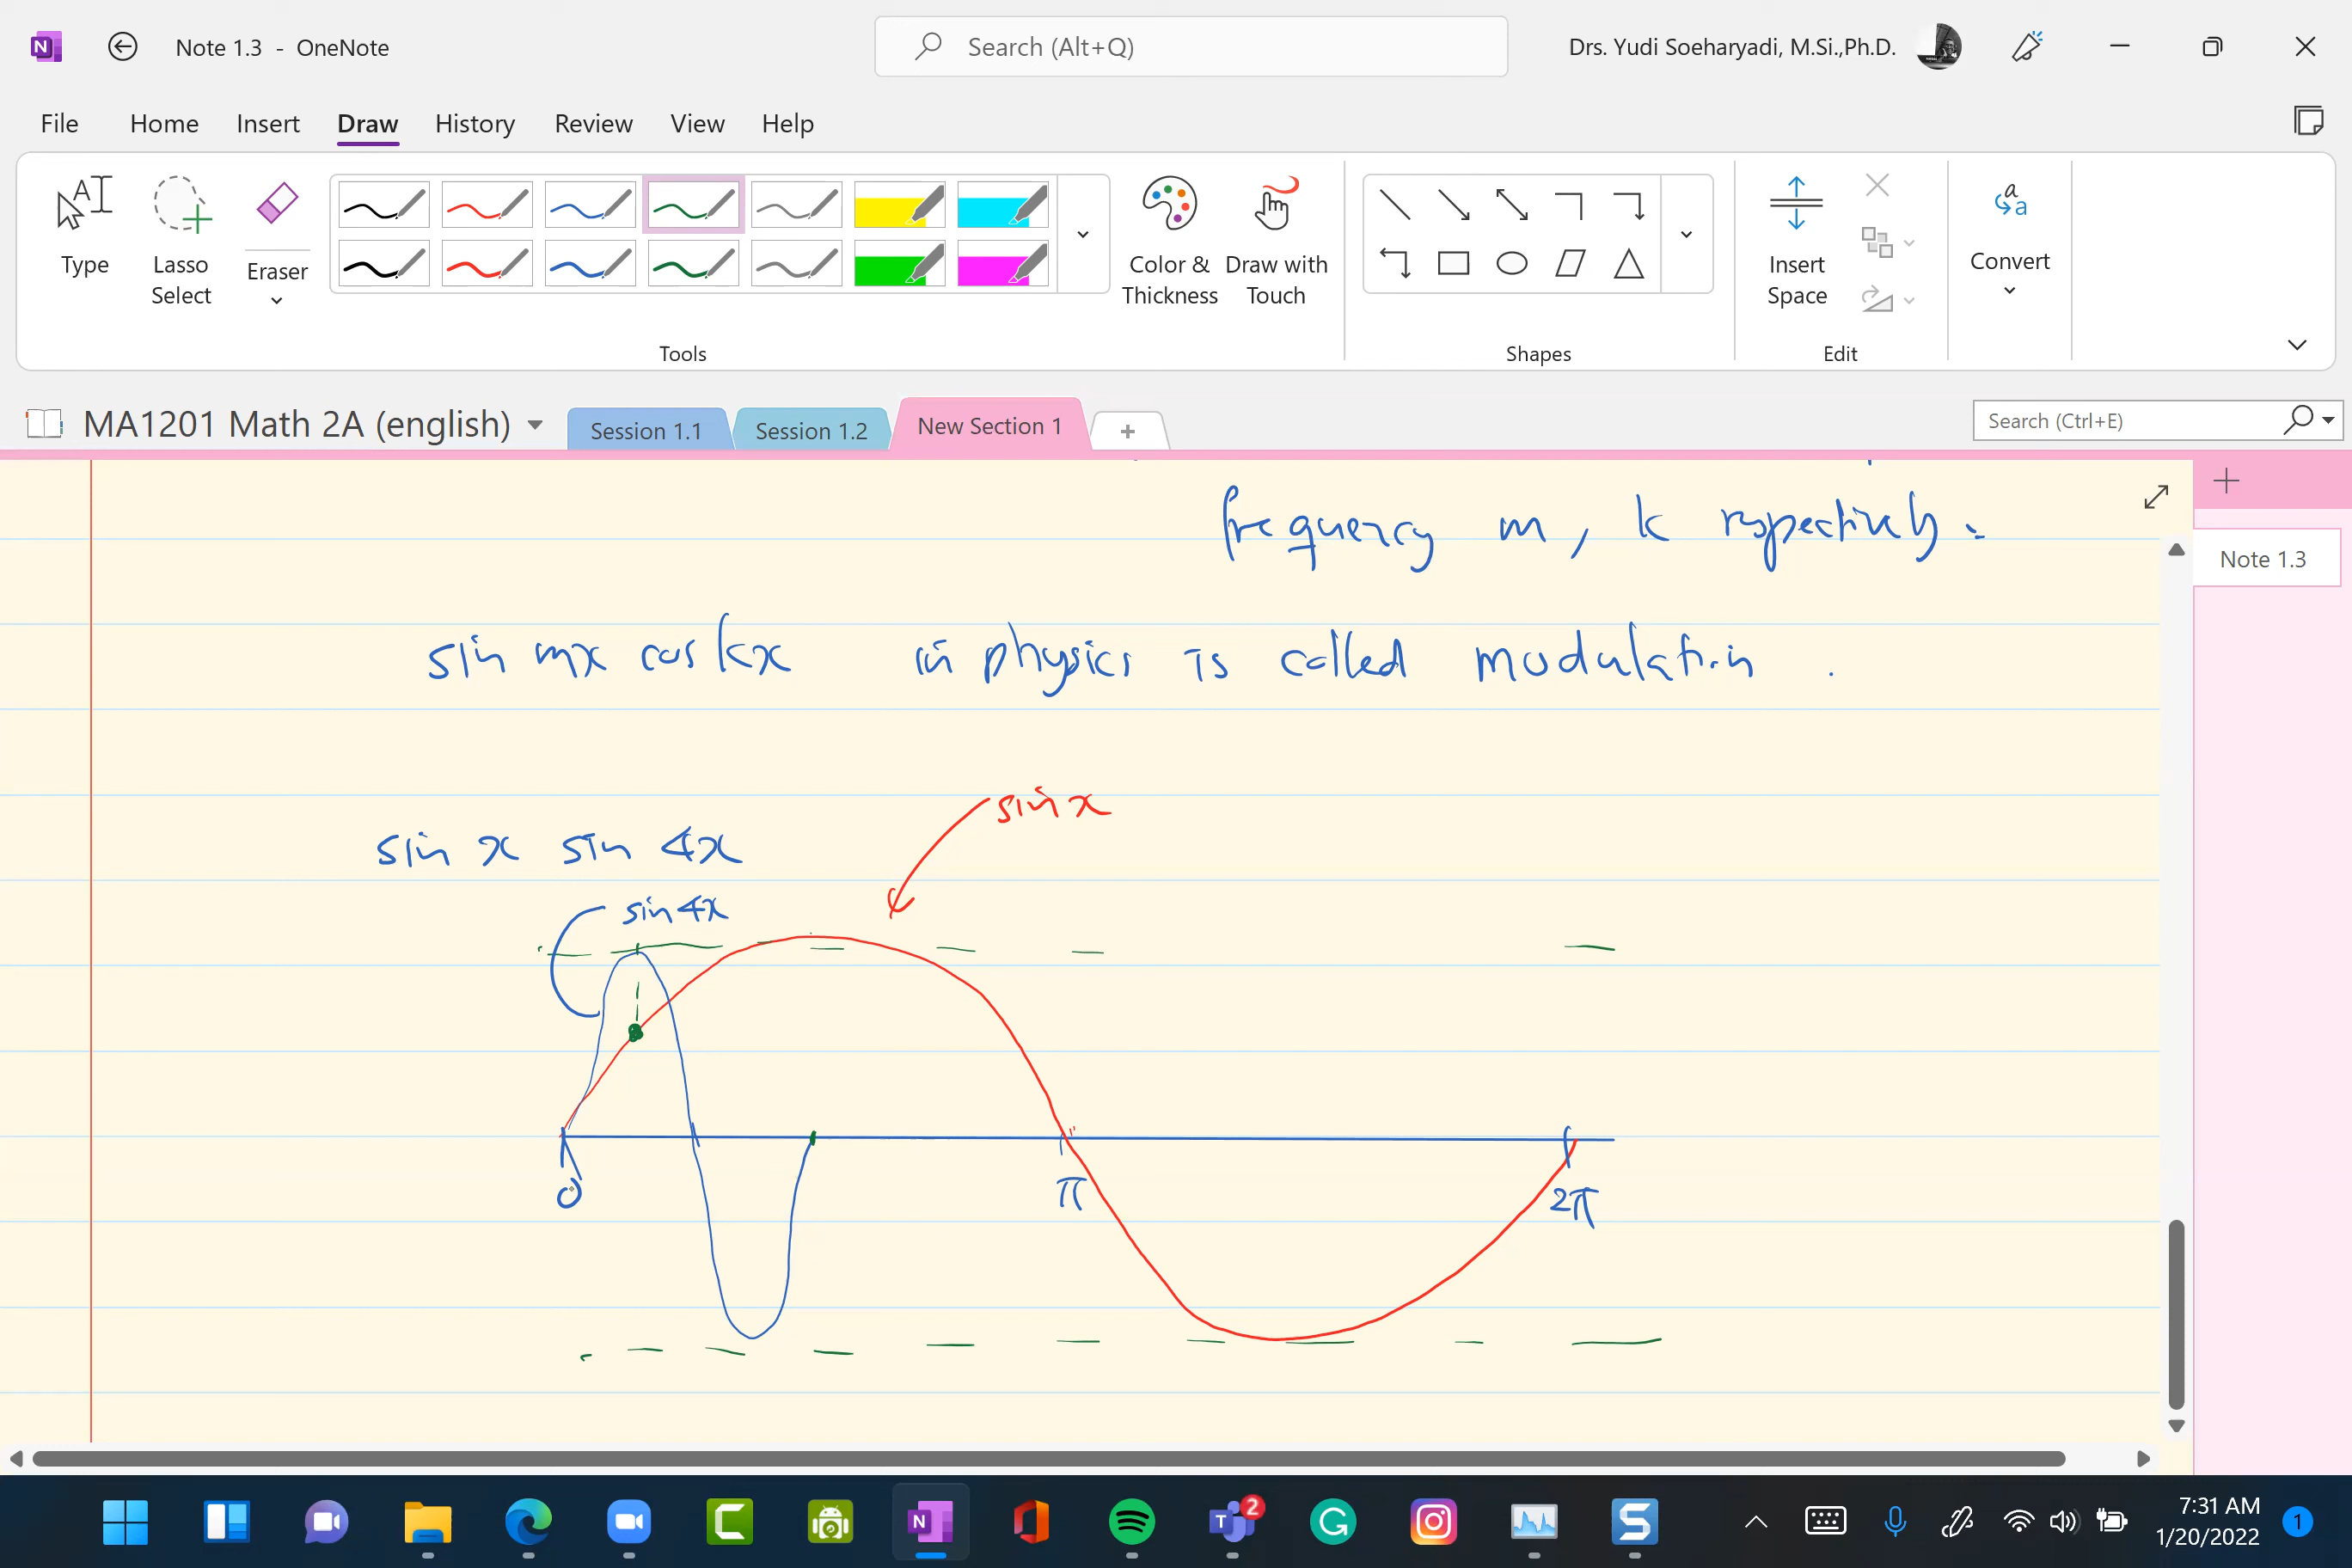 Note 1.3 - OneNote
Search (Alt+Q)
Drs. Yudi Soeharyadi, M.Si.,Ph.D.
File Home Insert Draw History Review View Help
Type
Lasso Select
Eraser
Color & Thickness
Draw with Touch
Insert Space
Convert
Tools
Shapes
Edit
MA1201 Math 2A (english)
Session 1.1
Session 1.2
New Section 1
Search (Ctrl+E)
Note 1.3
frequency m, k respectively.
sin mx cos kx in physics is called modulation.
sin x
sin x sin 4x
sin 4x
0 π 2π
2
7:31 AM
1/20/2022
1